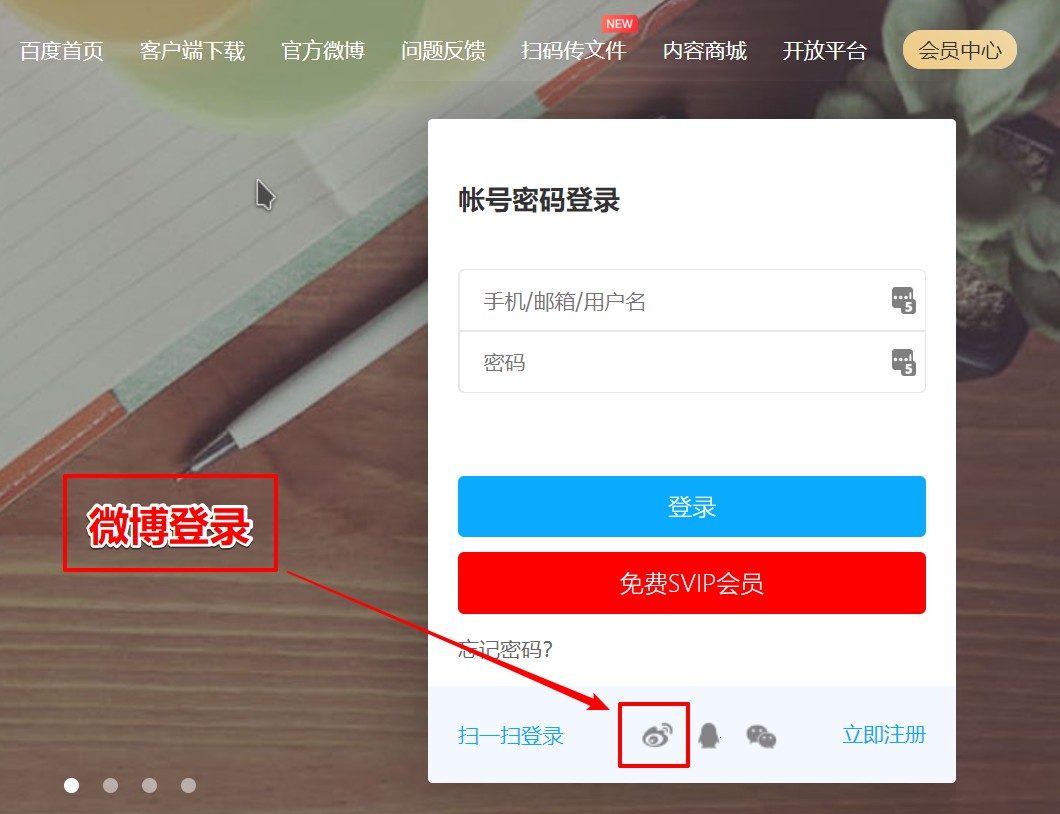 NEW
百度首页 客户端下载 官方微博 问题反馈 扫码传文件 内容商城 开放平台 会员中心
帐号密码登录
手机/邮箱/用户名
5
密码
5
登录
微博登录
免费SVIP会员
忘记密码?
扫一扫登录 立即注册